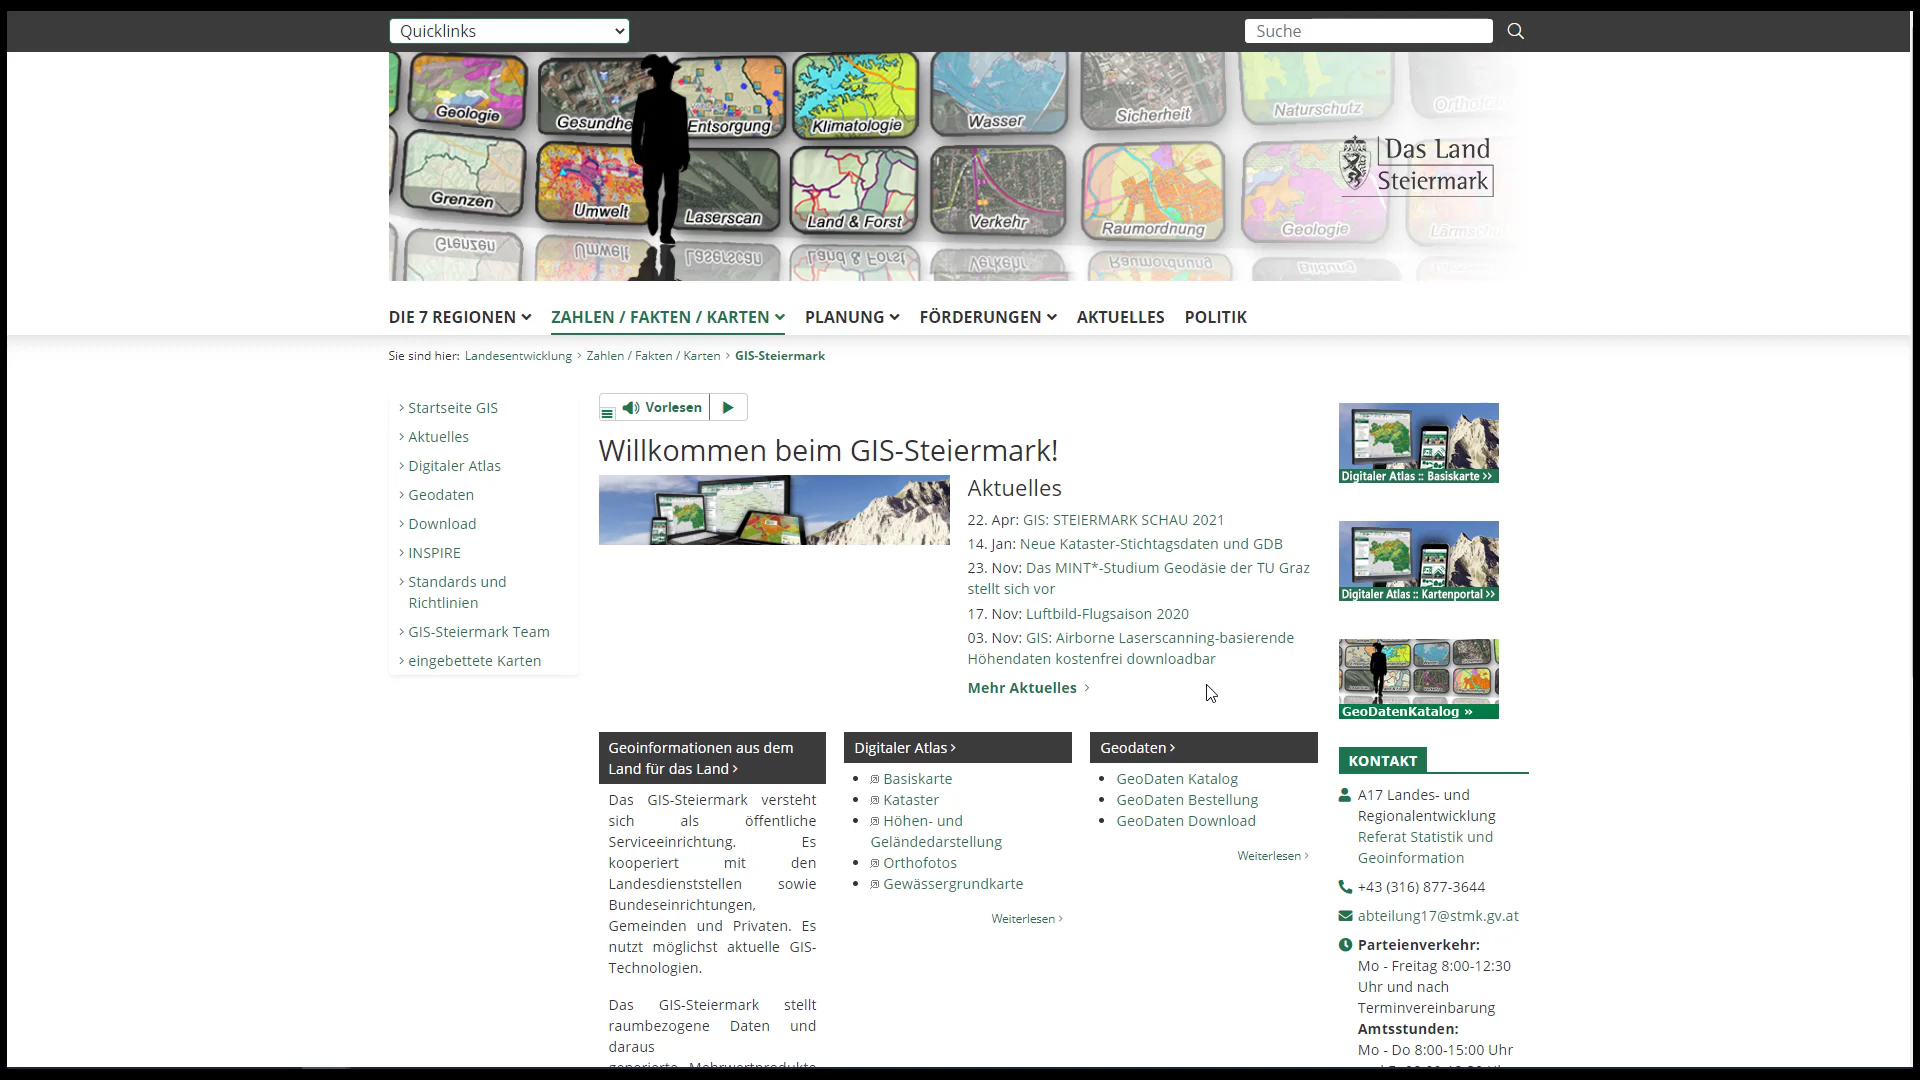 Quicklinks
Suche
Geologie
Gesundhe
Entsorgung
Klimatologie
Wasser
Sicherheit
Naturschutz
Grenzen
Umwelt
Laserscan
Land & Forst
Verkehr
Raumordnung
Geologie
Das Land
Steiermark
Grenzen
Umwelt
Laserscan
Land & Forst
Verkehr
Raumordnung
Bildung
DIE 7 REGIONEN
ZAHLEN / FAKTEN / KARTEN
PLANUNG
FÖRDERUNGEN
AKTUELLES
POLITIK
Sie sind hier: Landesentwicklung > Zahlen / Fakten / Karten > GIS-Steiermark
> Startseite GIS
> Aktuelles
> Digitaler Atlas
> Geodaten
> Download
> INSPIRE
> Standards und
Richtlinien
> GIS-Steiermark Team
> eingebettete Karten
Vorlesen
Willkommen beim GIS-Steiermark!
Aktuelles
22. Apr: GIS: STEIERMARK SCHAU 2021
14. Jan: Neue Kataster-Stichtagsdaten und GDB
23. Nov: Das MINT*-Studium Geodäsie der TU Graz
stellt sich vor
17. Nov: Luftbild-Flugsaison 2020
03. Nov: GIS: Airborne Laserscanning-basierende
Höhendaten kostenfrei downloadbar
Mehr Aktuelles >
Geoinformationen aus dem
Land für das Land >
Das GIS-Steiermark versteht
sich als öffentliche
Serviceeinrichtung. Es
kooperiert mit den
Landesdienststellen sowie
Bundeseinrichtungen,
Gemeinden und Privaten. Es
nutzt möglichst aktuelle GIS-
Technologien.
Das GIS-Steiermark stellt
raumbezogene Daten und
daraus
generierte Mehrwertprodukte
Digitaler Atlas >
• Basiskarte
• Kataster
• Höhen- und
Geländedarstellung
• Orthofotos
• Gewässergrundkarte
Weiterlesen >
Geodaten >
• GeoDaten Katalog
• GeoDaten Bestellung
• GeoDaten Download
Weiterlesen >
Digitaler Atlas :: Basiskarte >>
Digitaler Atlas :: Kartenportal >>
GeoDatenKatalog »
KONTAKT
A17 Landes- und
Regionalentwicklung
Referat Statistik und
Geoinformation
+43 (316) 877-3644
abteilung17@stmk.gv.at
Parteienverkehr:
Mo - Freitag 8:00-12:30
Uhr und nach
Terminvereinbarung
Amtsstunden:
Mo - Do 8:00-15:00 Uhr